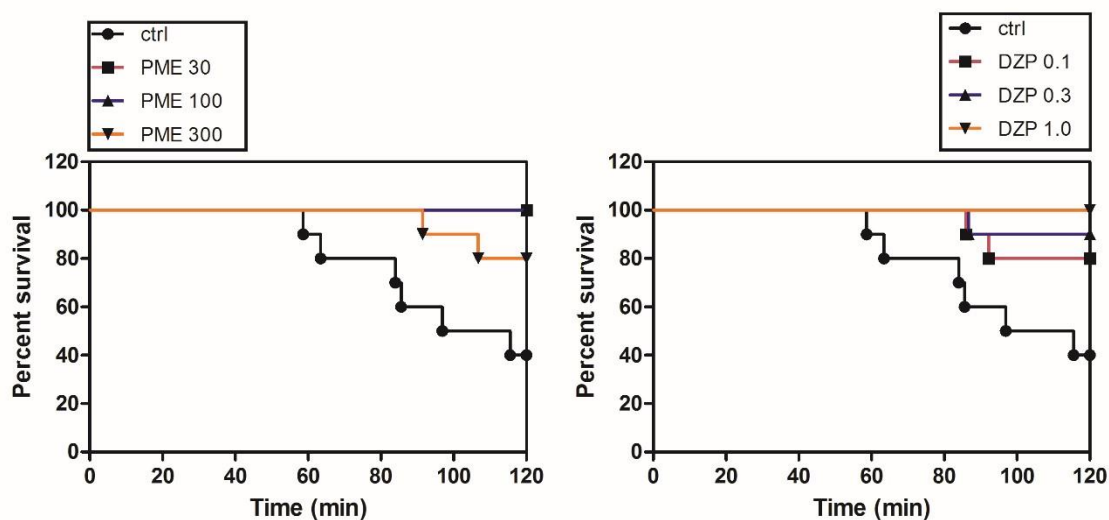 ctrl
PME 30
PME 100
PME 300
120
100
80
60
40
20
0
Percent survival
0 20 40 60 80 100 120
Time (min)
ctrl
DZP 0.1
DZP 0.3
DZP 1.0
120
100
80
60
40
20
0
Percent survival
0 20 40 60 80 100 120
Time (min)